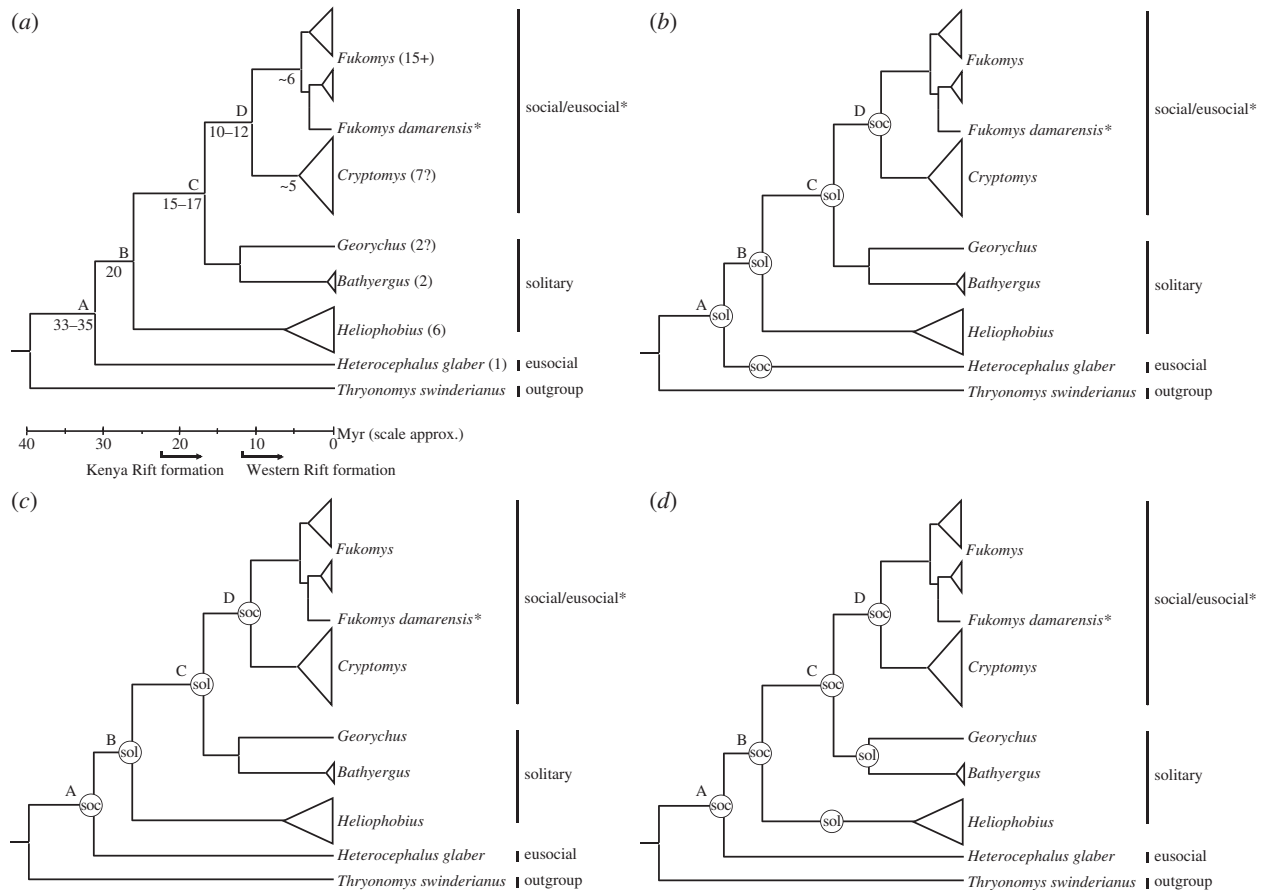 (a)
Fukomys (15+)
~6
D
10–12
Fukomys damarensis*
social/eusocial*
Cryptomys (7?)
~5
C
15–17
Georychus (2?)
B
20
Bathyergus (2)
solitary
A
33–35
Heliophobius (6)
Heterocephalus glaber (1)
eusocial
Thryonomys swinderianus
outgroup
40 30 20 10 0 Myr (scale approx.)
Kenya Rift formation
Western Rift formation
(b)
Fukomys
D
soc
Fukomys damarensis*
social/eusocial*
Cryptomys
C
sol
Georychus
B
sol
Bathyergus
solitary
A
sol
Heliophobius
soc
Heterocephalus glaber
eusocial
Thryonomys swinderianus
outgroup
(c)
Fukomys
D
soc
Fukomys damarensis*
social/eusocial*
Cryptomys
C
sol
Georychus
B
sol
Bathyergus
solitary
A
soc
Heliophobius
Heterocephalus glaber
eusocial
Thryonomys swinderianus
outgroup
(d)
Fukomys
D
soc
Fukomys damarensis*
social/eusocial*
Cryptomys
C
soc
Georychus
B
soc
sol
Bathyergus
solitary
A
soc
sol
Heliophobius
Heterocephalus glaber
eusocial
Thryonomys swinderianus
outgroup